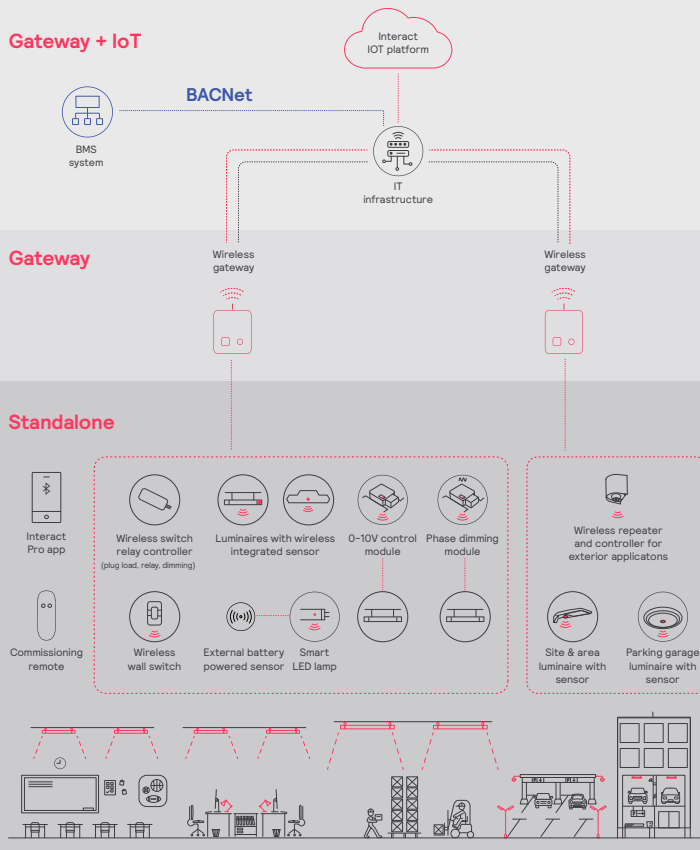 Gateway + IoT
Interact
IOT platform
BACNet
BMS
system
IT
infrastructure
Gateway
Wireless
gateway
Wireless
gateway
Standalone
Interact
Pro app
Wireless switch
relay controller
(plug load, relay, dimming)
Luminaires with wireless
integrated sensor
0–10V control
module
Phase dimming
module
Wireless repeater
and controller for
exterior applicatons
Commissioning
remote
Wireless
wall switch
External battery
powered sensor
Smart
LED lamp
Site & area
luminaire with
sensor
Parking garage
luminaire with
sensor